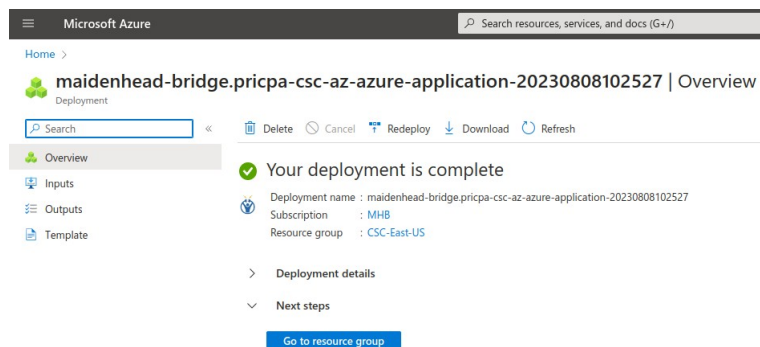 Microsoft Azure
Search resources, services, and docs (G+/)
Home >
maidenhead-bridge.pricpa-csc-az-azure-application-20230808102527 | Overview
Deployment
Search
«
Delete Cancel Redeploy Download Refresh
Overview
Inputs
Outputs
Template
Your deployment is complete
Deployment name : maidenhead-bridge.pricpa-csc-az-azure-application-20230808102527
Subscription : MHB
Resource group : CSC-East-US
Deployment details
Next steps
Go to resource group